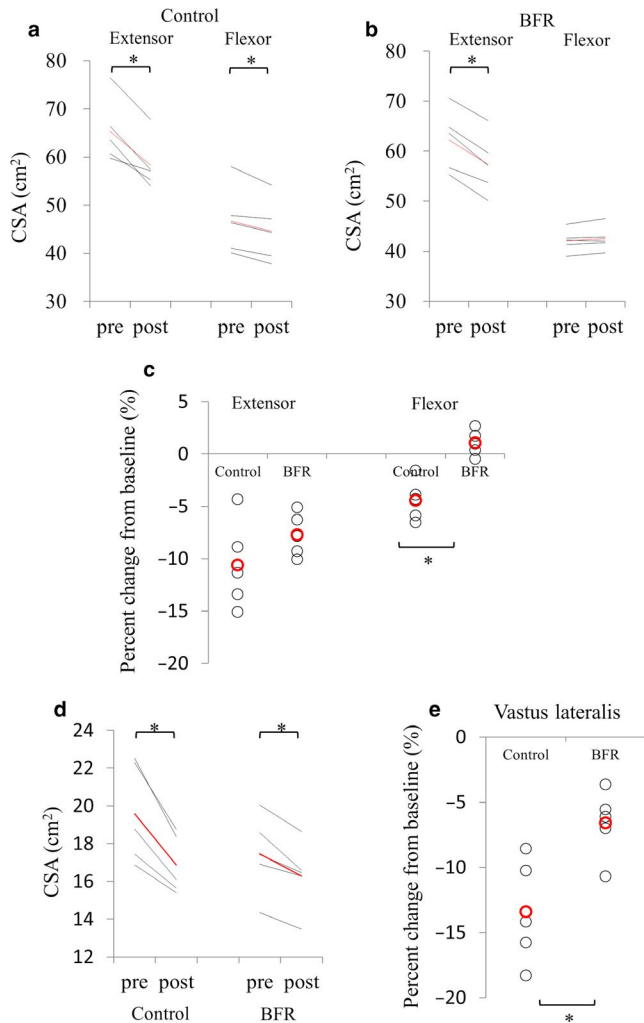 Control
a
Extensor Flexor
* *
80
70
60
50
40
30
CSA (cm²)
pre post pre post
BFR
b
Extensor Flexor
*
80
70
60
50
40
30
CSA (cm²)
pre post pre post
c
Extensor Flexor
5
0
−5
−10
−15
−20
Percent change from baseline (%)
Control BFR Control BFR
*
d
* *
24
22
20
18
16
14
12
CSA (cm²)
pre post pre post
Control BFR
e
Vastus lateralis
0
−5
−10
−15
−20
Percent change from baseline (%)
Control BFR
*